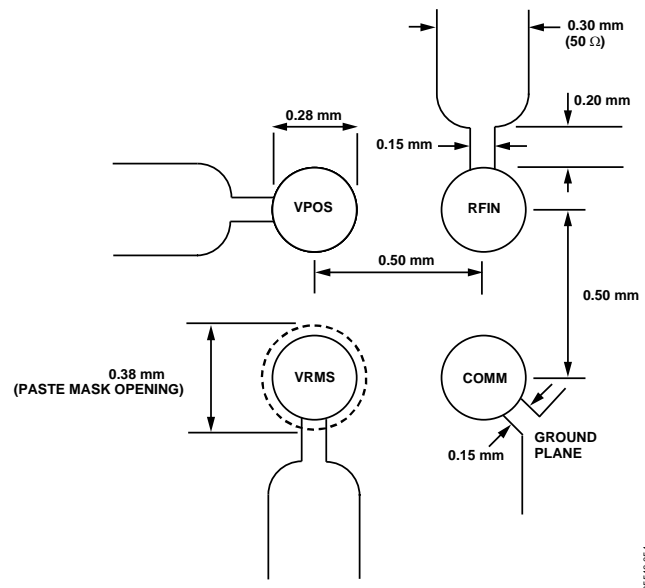 0.30 mm
(50 Ω)
0.20 mm
0.28 mm
0.15 mm
VPOS
RFIN
0.50 mm
0.50 mm
0.38 mm
(PASTE MASK OPENING)
VRMS
COMM
GROUND
PLANE
0.15 mm